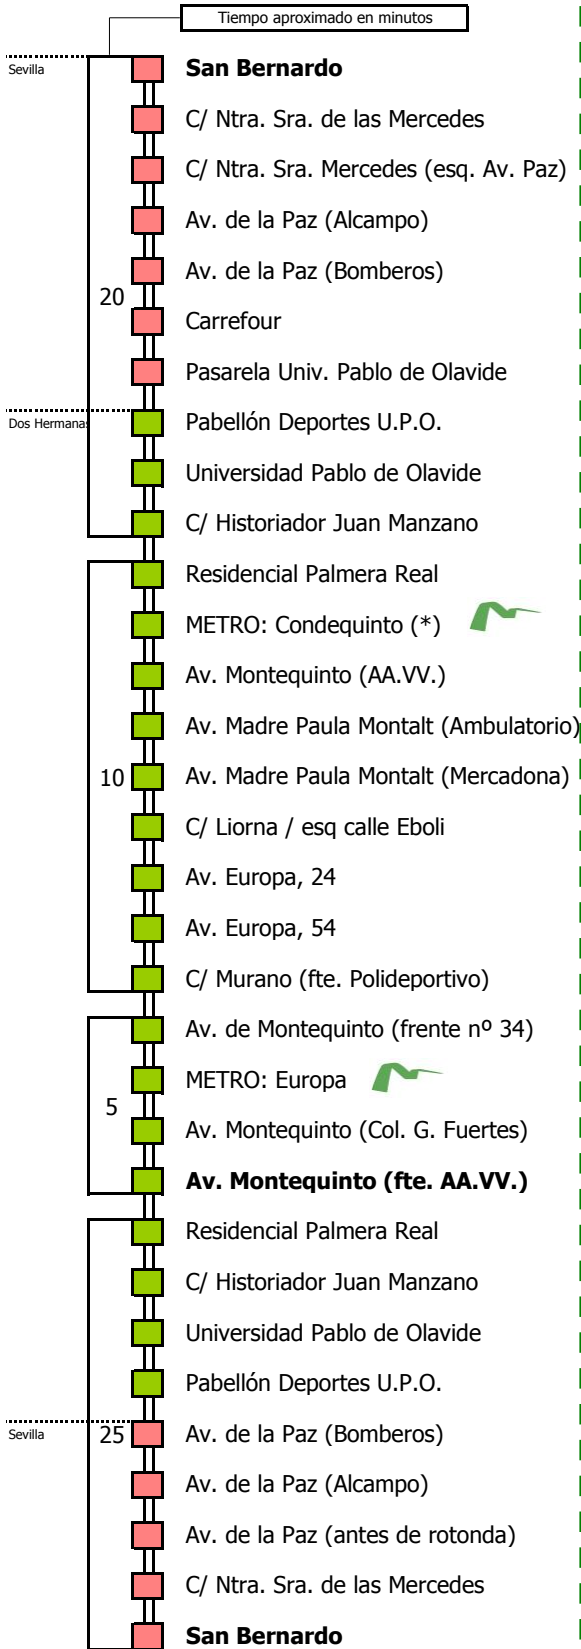 Tiempo aproximado en minutos
Sevilla
San Bernardo
C/ Ntra. Sra. de las Mercedes
C/ Ntra. Sra. Mercedes (esq. Av. Paz)
Av. de la Paz (Alcampo)
Av. de la Paz (Bomberos)
20
Carrefour
Pasarela Univ. Pablo de Olavide
Dos Hermanas
Pabellón Deportes U.P.O.
Universidad Pablo de Olavide
C/ Historiador Juan Manzano
Residencial Palmera Real
METRO: Condequinto (*)
Av. Montequinto (AA.VV.)
Av. Madre Paula Montalt (Ambulatorio)
10
Av. Madre Paula Montalt (Mercadona)
C/ Liorna / esq calle Eboli
Av. Europa, 24
Av. Europa, 54
C/ Murano (fte. Polideportivo)
Av. de Montequinto (frente nº 34)
METRO: Europa
5
Av. Montequinto (Col. G. Fuertes)
Av. Montequinto (fte. AA.VV.)
Residencial Palmera Real
C/ Historiador Juan Manzano
Universidad Pablo de Olavide
Pabellón Deportes U.P.O.
Sevilla
25
Av. de la Paz (Bomberos)
Av. de la Paz (Alcampo)
Av. de la Paz (antes de rotonda)
C/ Ntra. Sra. de las Mercedes
San Bernardo